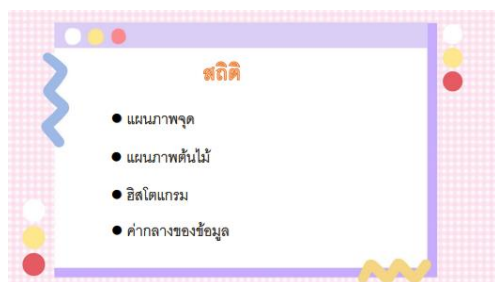 สถิติ
● แผนภาพจุด
● แผนภาพต้นไม้
● ฮิสโตแกรม
● ค่ากลางของข้อมูล